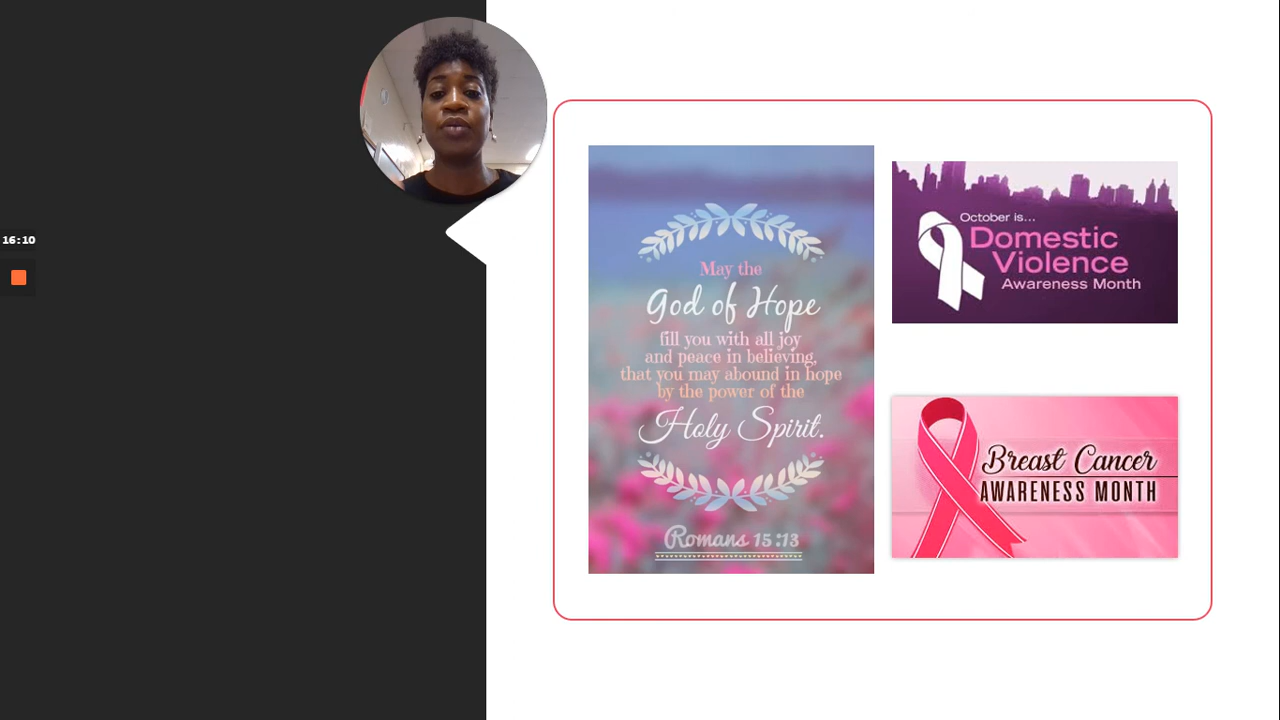 16:10
May the
God of Hope
fill you with all joy
and peace in believing,
that you may abound in hope
by the power of the
Holy Spirit.
Romans 15:13
October is...
Domestic
Violence
Awareness Month
Breast Cancer
AWARENESS MONTH